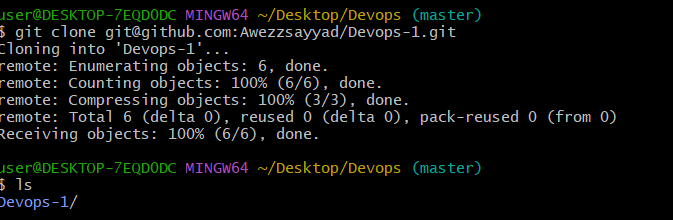 user@DESKTOP-7EQDODC MINGW64 ~/Desktop/Devops (master)
$ git clone git@github.com:Awezzsayyad/Devops-1.git
Cloning into 'Devops-1'...
remote: Enumerating objects: 6, done.
remote: Counting objects: 100% (6/6), done.
remote: Compressing objects: 100% (3/3), done.
remote: Total 6 (delta 0), reused 0 (delta 0), pack-reused 0 (from 0)
Receiving objects: 100% (6/6), done.
user@DESKTOP-7EQDODC MINGW64 ~/Desktop/Devops (master)
$ ls
Devops-1/